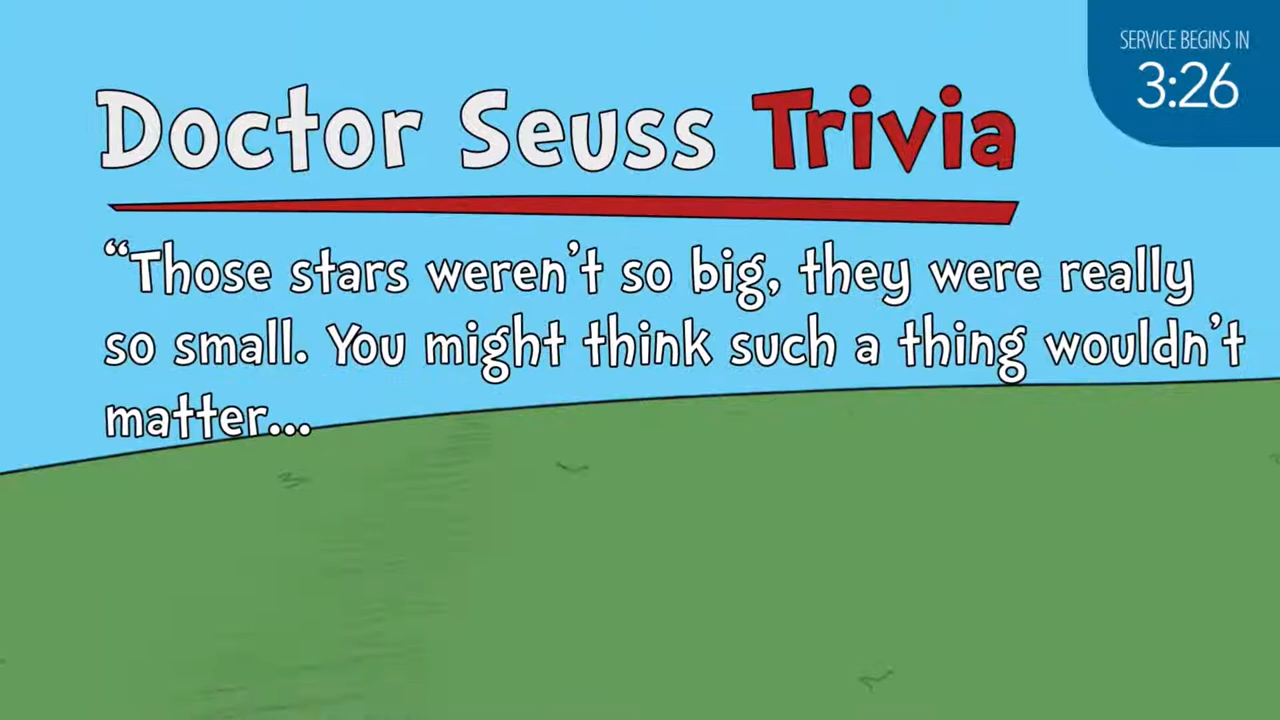 SERVICE BEGINS IN
3:26
Doctor Seuss Trivia
“Those stars weren’t so big, they were really
so small. You might think such a thing wouldn’t
matter...